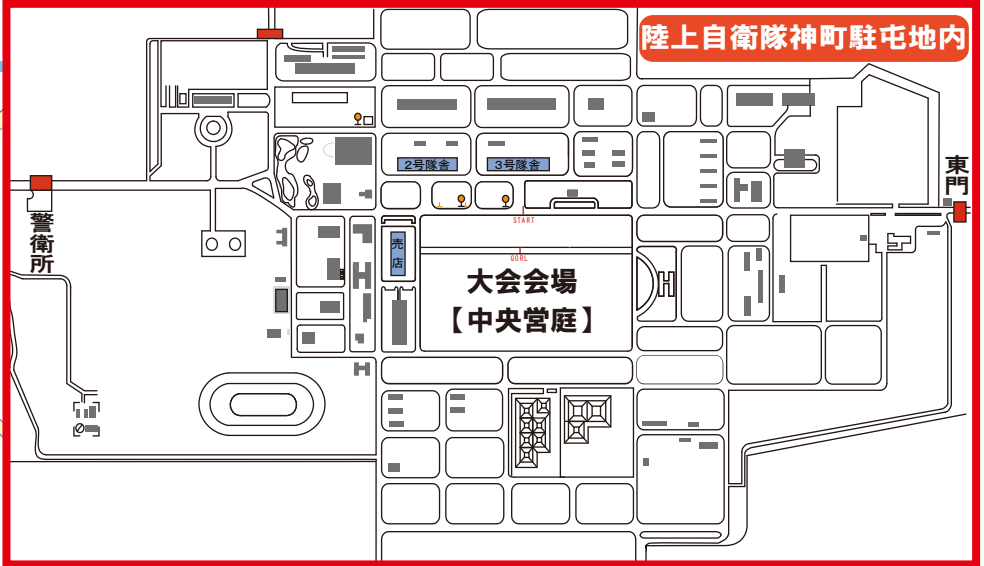 陸上自衛隊神町駐屯地内
2号隊舎
3号隊舎
東門
警衛所
START
売店
GORL
大会会場
【中央営庭】